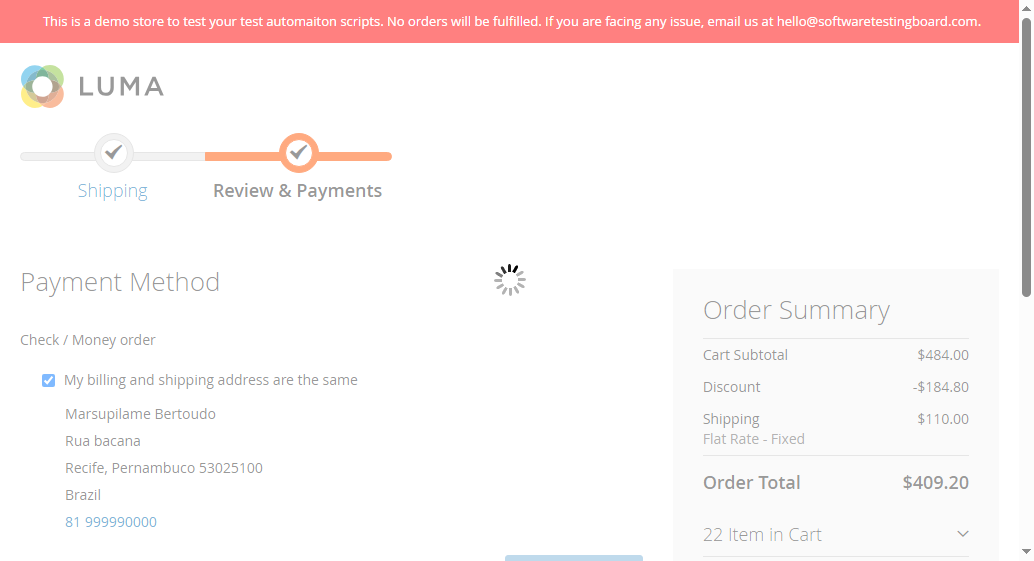 This is a demo store to test your test automaiton scripts. No orders will be fulfilled. If you are facing any issue, email us at hello@softwaretestingboard.com.
LUMA
Shipping
Review & Payments
Payment Method
Check / Money order
My billing and shipping address are the same
Marsupilame Bertoudo
Rua bacana
Recife, Pernambuco 53025100
Brazil
81 999990000
Order Summary
Cart Subtotal $484.00
Discount -$184.80
Shipping $110.00
Flat Rate - Fixed
Order Total $409.20
22 Item in Cart